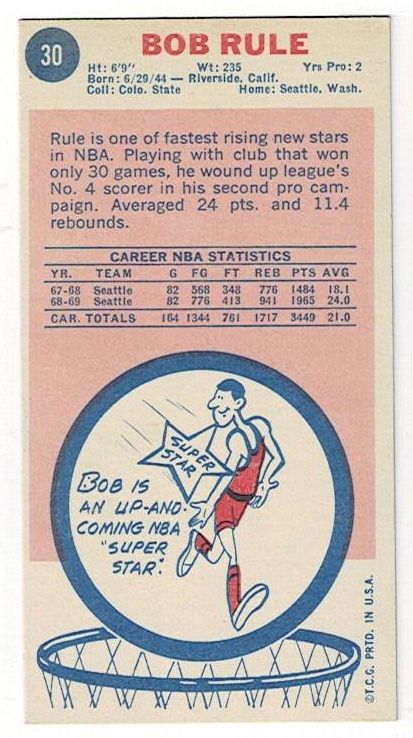 30
BOB RULE
Ht: 6'9" Wt: 235 Yrs Pro: 2
Born: 6/29/44 — Riverside, Calif.
Coll: Colo. State Home: Seattle, Wash.
Rule is one of fastest rising new stars
in NBA. Playing with club that won
only 30 games, he wound up league's
No. 4 scorer in his second pro cam-
paign. Averaged 24 pts. and 11.4
rebounds.
CAREER NBA STATISTICS
YR. TEAM G FG FT REB PTS AVG
67-68 Seattle 82 568 348 776 1484 18.1
68-69 Seattle 82 776 413 941 1965 24.0
CAR. TOTALS 164 1344 761 1717 3449 21.0
SUPER
STAR
BOB IS
AN UP-AND-
COMING NBA
"SUPER
STAR".
©T.C.G. PRTD. IN U.S.A.